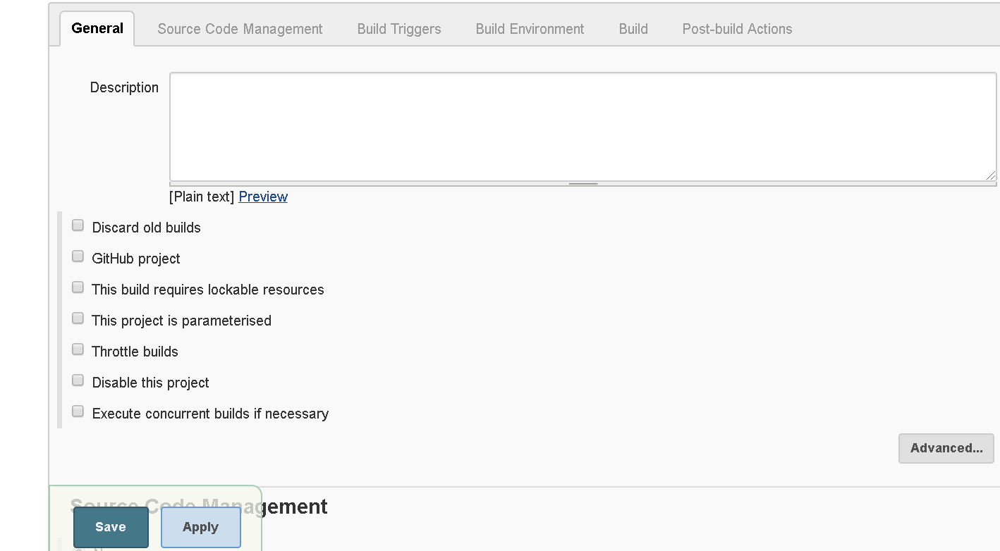 General Source Code Management Build Triggers Build Environment Build Post-build Actions
Description
[Plain text] Preview
Discard old builds
GitHub project
This build requires lockable resources
This project is parameterised
Throttle builds
Disable this project
Execute concurrent builds if necessary
Advanced...
Source Code Management
Save Apply